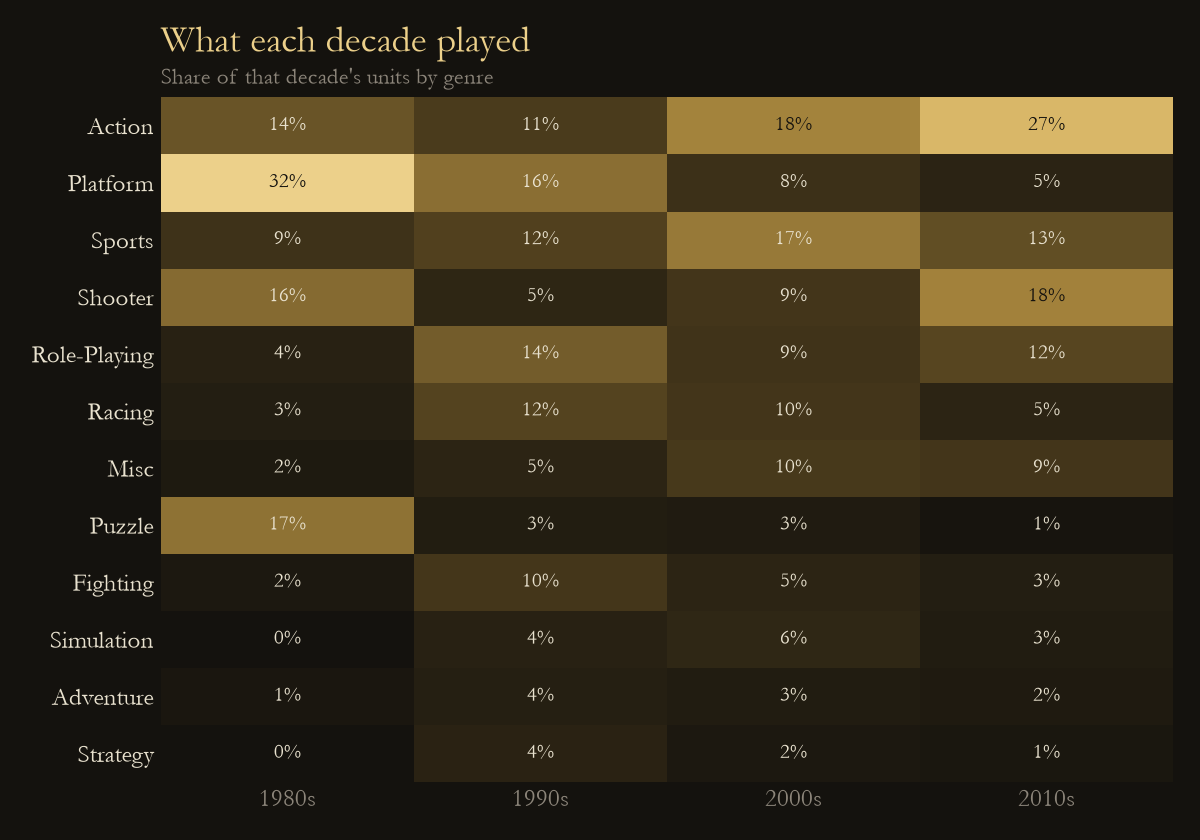 What each decade played
Share of that decade's units by genre
Action 14% 11% 18% 27%
Platform 32% 16% 8% 5%
Sports 9% 12% 17% 13%
Shooter 16% 5% 9% 18%
Role-Playing 4% 14% 9% 12%
Racing 3% 12% 10% 5%
Misc 2% 5% 10% 9%
Puzzle 17% 3% 3% 1%
Fighting 2% 10% 5% 3%
Simulation 0% 4% 6% 3%
Adventure 1% 4% 3% 2%
Strategy 0% 4% 2% 1%
1980s 1990s 2000s 2010s